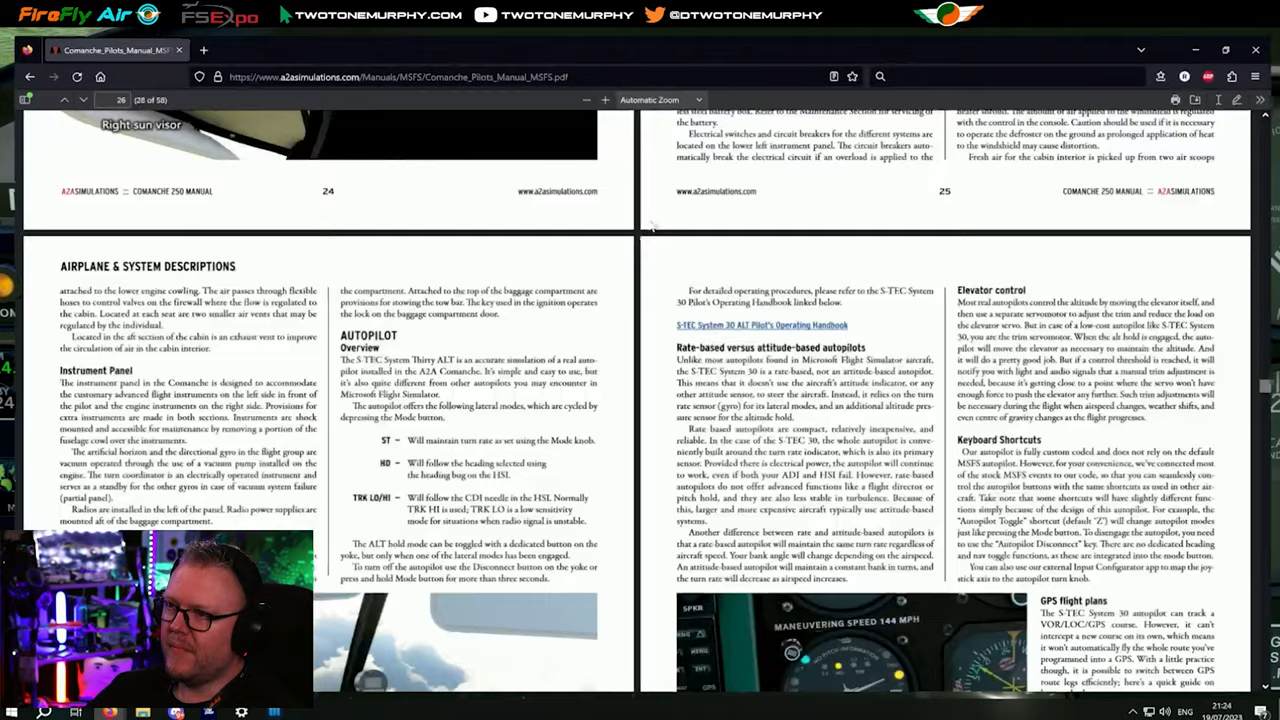 FireFly Air
FSExpo
TWOTONEMURPHY.COM
TWOTONEMURPHY
@DTWOTONEMURPHY
Comanche_Pilots_Manual_MSF
https://www.a2asimulations.com/Manuals/MSFS/Comanche_Pilots_Manual_MSFS.pdf
26
(28 of 58)
Automatic Zoom
Right sun visor
A2ASIMULATIONS :: COMANCHE 250 MANUAL
24
www.a2asimulations.com
less steel battery box. Refer to the Maintenance Section for servicing of
the battery.
Electrical switches and circuit breakers for the different systems are
located on the lower left instrument panel. The circuit breakers auto-
matically break the electrical circuit if an overload is applied to the
heater shroud. The amount of air applied to the windshield is regulated
with the control in the console. Caution should be used if it is necessary
to operate the defroster on the ground as prolonged application of heat
to the windshield may cause distortion.
Fresh air for the cabin interior is picked up from two air scoops
www.a2asimulations.com
25
COMANCHE 250 MANUAL :: A2ASIMULATIONS
AIRPLANE & SYSTEM DESCRIPTIONS
attached to the lower engine cowling. The air passes through flexible
hoses to control valves on the firewall where the flow is regulated to
the cabin. Located at each seat are two smaller air vents that may be
regulated by the individual.
Located in the aft section of the cabin is an exhaust vent to improve
the circulation of air in the cabin interior.
Instrument Panel
The instrument panel in the Comanche is designed to accommodate
the customary advanced flight instruments on the left side in front of
the pilot and the engine instruments on the right side. Provisions for
extra instruments are made in both sections. Instruments are shock
mounted and accessible for maintenance by removing a portion of the
fuselage cowl over the instruments.
The artificial horizon and the directional gyro in the flight group are
vacuum operated through the use of a vacuum pump installed on the
engine. The turn coordinator is an electrically operated instrument and
serves as a standby for the other gyros in case of vacuum system failure
(partial panel).
Radios are installed in the left of the panel. Radio power supplies are
mounted aft of the baggage compartment.
the compartment. Attached to the top of the baggage compartment are
provisions for stowing the tow bar. The key used in the ignition operates
the lock on the baggage compartment door.
AUTOPILOT
Overview
The S-TEC System Thirty ALT is an accurate simulation of a real auto-
pilot installed in the A2A Comanche. It's simple and easy to use, but
it's also quite different from other autopilots you may encounter in
Microsoft Flight Simulator.
The autopilot offers the following lateral modes, which are cycled by
depressing the Mode button.
ST – Will maintain turn rate as set using the Mode knob.
HD – Will follow the heading selected using
the heading bug on the HSI.
TRK LO/HI – Will follow the CDI needle in the HSI. Normally
TRK HI is used; TRK LO is a low sensitivity
mode for situations when radio signal is unstable.
The ALT hold mode can be toggled with a dedicated button on the
yoke, but only when one of the lateral modes has been engaged.
To turn off the autopilot use the Disconnect button on the yoke or
press and hold Mode button for more than three seconds.
For detailed operating procedures, please refer to the S-TEC System
30 Pilot's Operating Handbook linked below.
S-TEC System 30 ALT Pilot's Operating Handbook
Rate-based versus attitude-based autopilots
Unlike most autopilots found in Microsoft Flight Simulator aircraft,
the S-TEC System 30 is a rate-based, not an attitude-based autopilot.
This means that it doesn't use the aircraft's attitude indicator, or any
other attitude sensor, to steer the aircraft. Instead, it relies on the turn
rate sensor (gyro) for its lateral modes, and an additional altitude pres-
sure sensor for the altitude hold.
Rate based autopilots are compact, relatively inexpensive, and
reliable. In the case of the S-TEC 30, the whole autopilot is conve-
niently built around the turn rate indicator, which is also its primary
sensor. Provided there is electrical power, the autopilot will continue
to work, even if both your ADI and HSI fail. However, rate-based
autopilots do not offer advanced functions like a flight director or
pitch hold, and they are also less stable in turbulence. Because of
this, larger and more expensive aircraft typically use attitude-based
systems.
Another difference between rate and attitude-based autopilots is
that a rate-based autopilot will maintain the same turn rate regardless of
aircraft speed. Your bank angle will change depending on the airspeed.
An attitude-based autopilot will maintain a constant bank in turns, and
the turn rate will decrease as airspeed increases.
Elevator control
Most real autopilots control the altitude by moving the elevator itself, and
then use a separate servomotor to adjust the trim and reduce the load on
the elevator servo. But in case of a low-cost autopilot like S-TEC System
30, you are the trim servomotor. When the alt hold is engaged, the auto-
pilot will move the elevator as necessary to maintain the altitude. And
it will do a pretty good job. But if a control threshold is reached, it will
notify you with light and audio signals that a manual trim adjustment is
needed, because it's getting close to a point where the servo won't have
enough force to push the elevator any further. Such trim adjustments will
be necessary during the flight when airspeed changes, weather shifts, and
even centre of gravity changes as the flight progresses.
Keyboard Shortcuts
Our autopilot is fully custom coded and does not rely on the default
MSFS autopilot. However, for your convenience, we've connected most
of the stock MSFS events to our code, so that you can seamlessly con-
trol the autopilot with the same shortcuts as used in other air-
craft. Take note that some shortcuts will have slightly different func-
tions simply because of the design of this autopilot. For example, the
"Autopilot Toggle" shortcut (default 'Z') will change autopilot modes
just like pressing the Mode button. To disengage the autopilot, you need
to use the "Autopilot Disconnect" key. There are no dedicated heading
and nav toggle functions, as these are integrated into the mode button.
You can also use our external Input Configurator app to map the joy-
stick axis to the autopilot turn knob.
SPKR
MKNG
MENU
ENT
MANEUVERING SPEED 144 MPH
NO PITCH INFORMATION
GPS flight plans
The S-TEC System 30 autopilot can track a
VOR/LOC/GPS course. However, it can't
intercept a new course on its own, which means
it won't automatically fly the whole route you've
programmed into a GPS. With a little practice
though, it is possible to switch between GPS
route legs efficiently; here's a quick guide on
ENG
21:24
19/07/2023